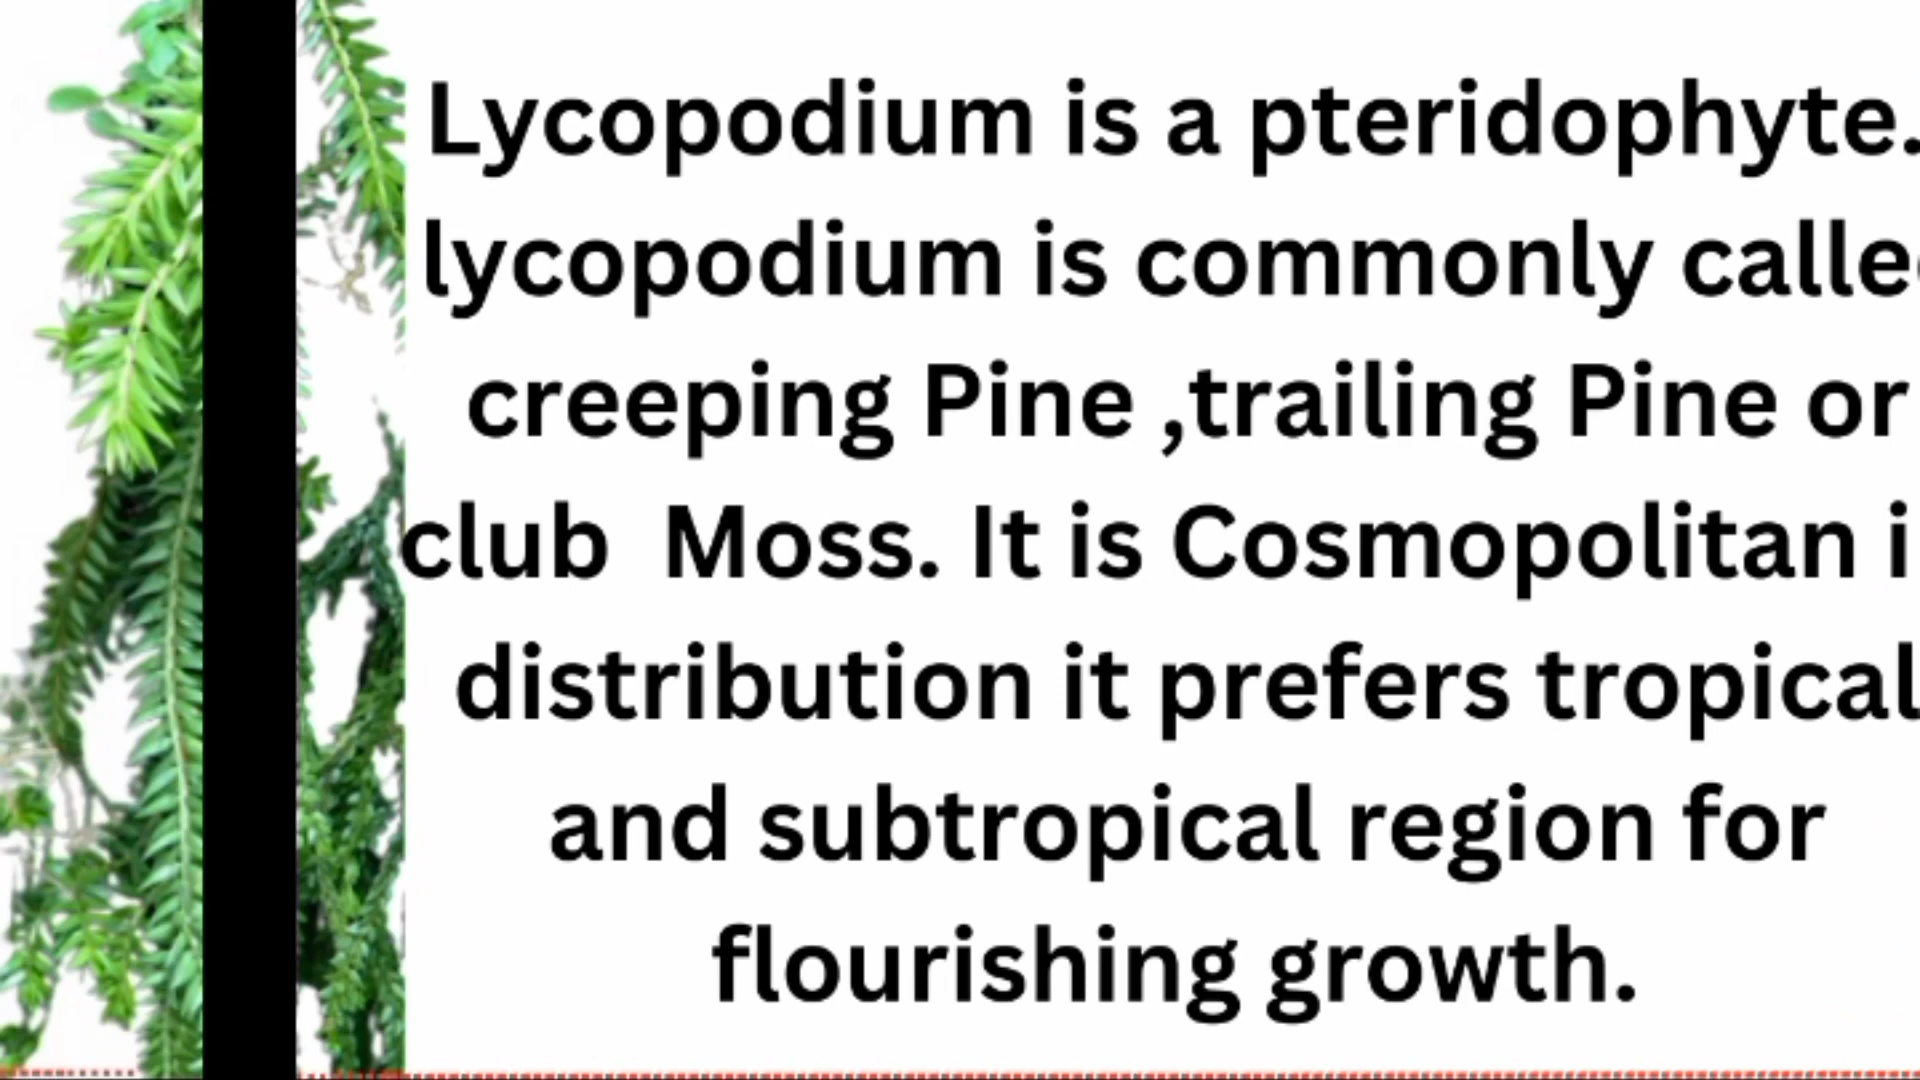 Lycopodium is a pteridophyte.
lycopodium is commonly calle
creeping Pine ,trailing Pine or
club  Moss. It is Cosmopolitan i
distribution it prefers tropical
and subtropical region for
flourishing growth.